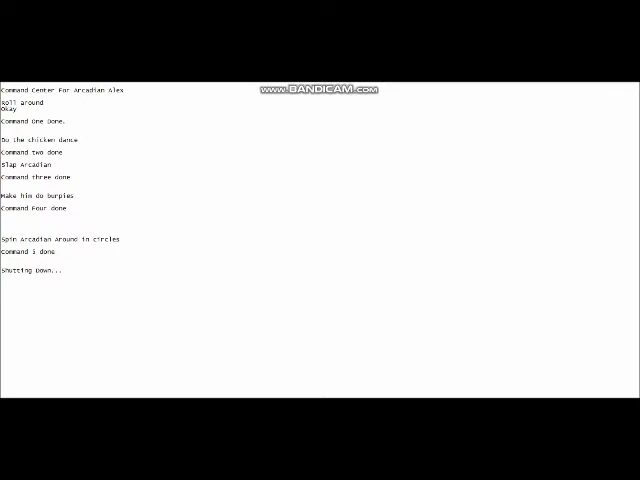 www.BANDICAM.com
Command Center For Arcadian Alex
Roll around
Okay
Command One Done.
Do the chicken dance
Command two done
Slap Arcadian
Command three done
Make him do burpies
Command Four done
Spin Arcadian Around in circles
Command 5 done
Shutting Down...